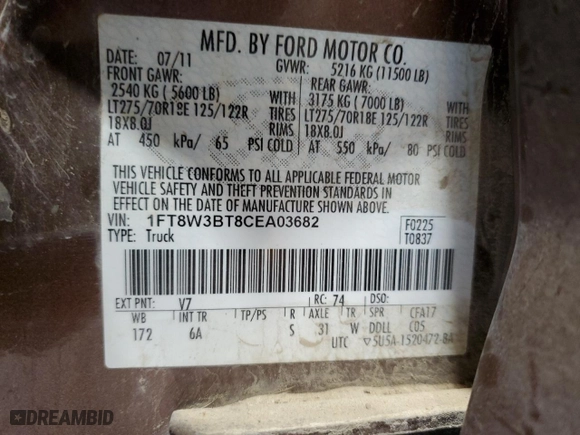 MFD. BY FORD MOTOR CO.
DATE: 07/11 GVWR: 5216 KG (11500 LB)
FRONT GAWR: REAR GAWR:
2540 KG ( 5600 LB) WITH 3175 KG ( 7000 LB) WITH
LT275/70R18E 125/122R TIRES LT275/70R18E 125/122R TIRES
18X8.0J RIMS 18X8.0J RIMS
AT 450 kPa/ 65 PSI COLD AT 550 kPa/ 80 PSI COLD
THIS VEHICLE CONFORMS TO ALL APPLICABLE FEDERAL MOTOR
VEHICLE SAFETY AND THEFT PREVENTION STANDARDS IN
EFFECT ON THE DATE OF MANUFACTURE SHOWN ABOVE.
VIN: 1FT8W3BT8CEA03682 F0225
TYPE: Truck T0837
EXT PNT: V7 RC: 74 DSO:
WB INT TR TP/PS R AXLE TR SPR CFA17
172 6A S 31 W DDLL C05
UTC ▽5U5A 1520472-BA
DREAMBID